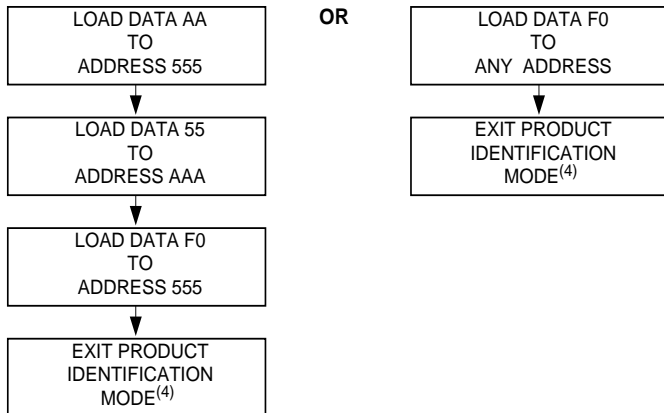 LOAD DATA AA
TO
ADDRESS 555
LOAD DATA 55
TO
ADDRESS AAA
LOAD DATA F0
TO
ADDRESS 555
EXIT PRODUCT
IDENTIFICATION
MODE(4)
OR
LOAD DATA F0
TO
ANY ADDRESS
EXIT PRODUCT
IDENTIFICATION
MODE(4)